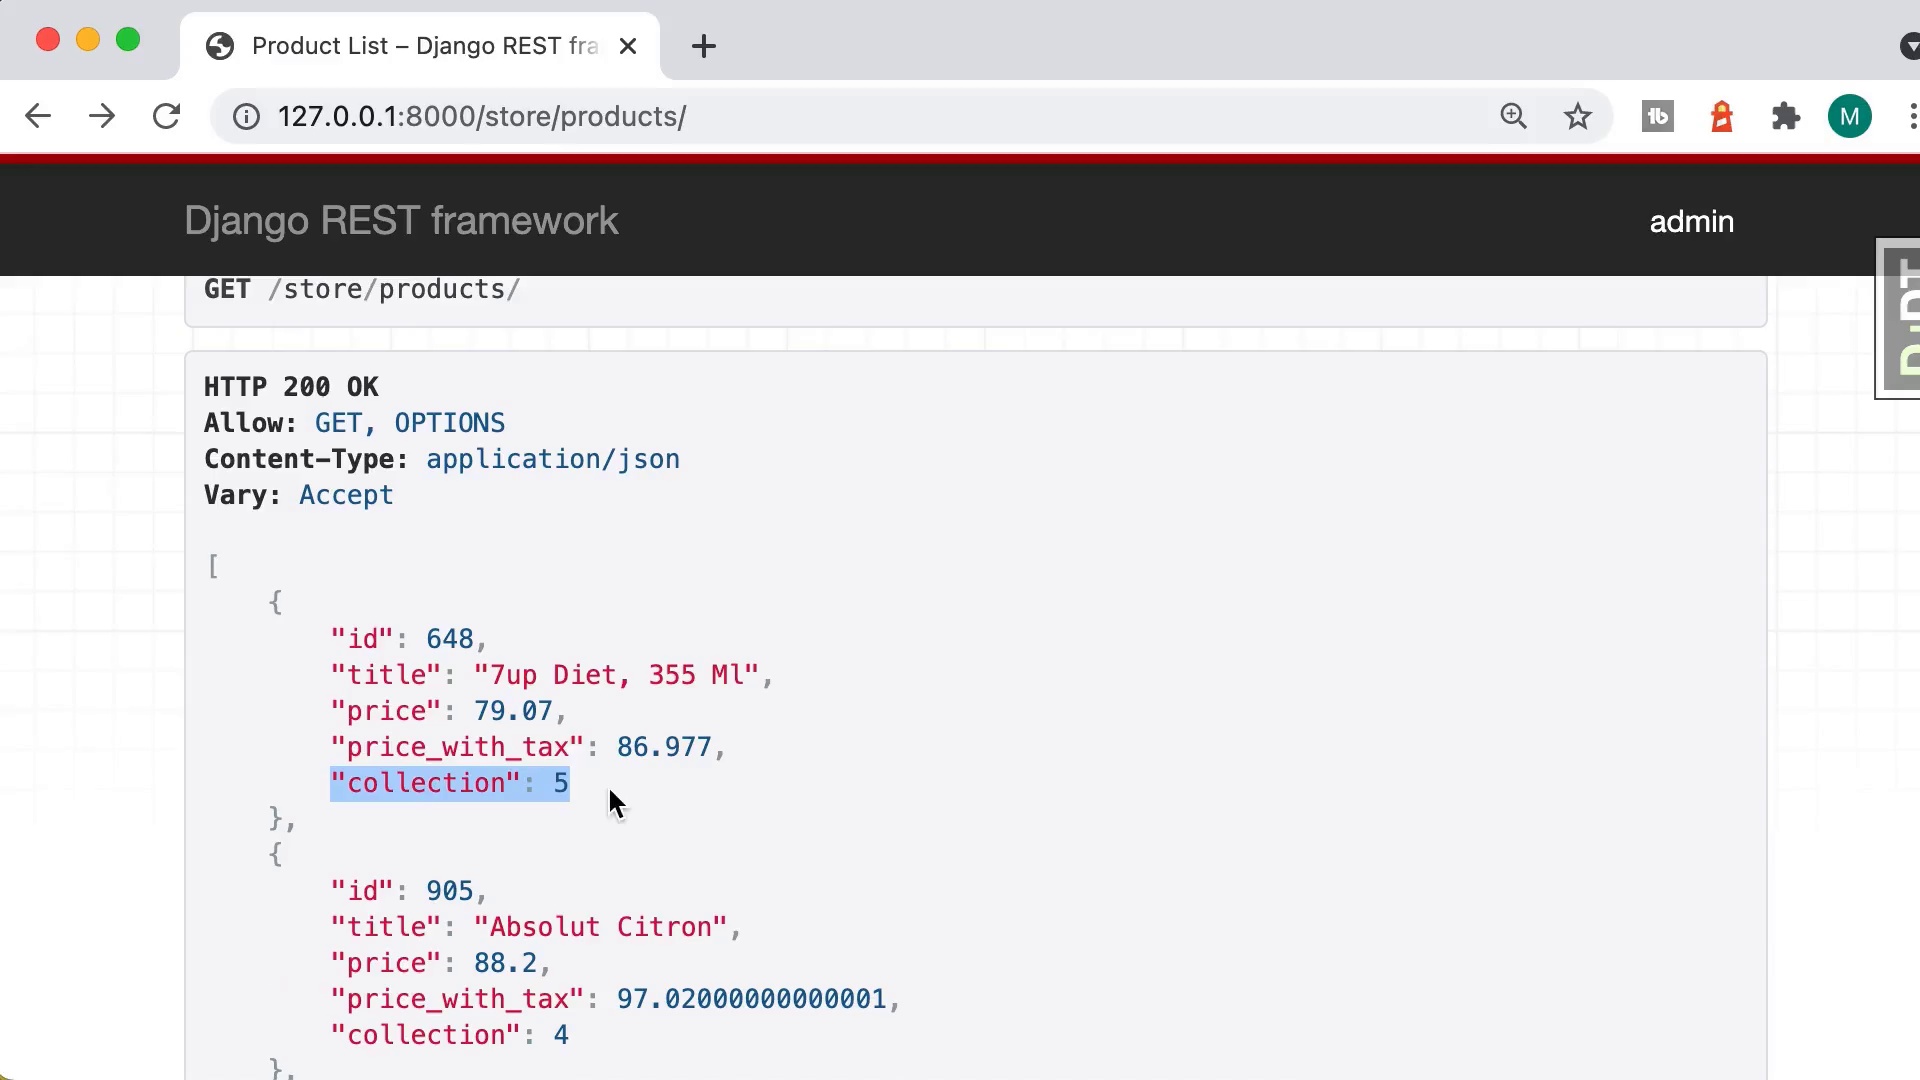 Product List – Django REST fra
127.0.0.1:8000/store/products/
M
Django REST framework
admin
GET /store/products/
HTTP 200 OK
Allow: GET, OPTIONS
Content-Type: application/json
Vary: Accept
[
{
"id": 648,
"title": "7up Diet, 355 Ml",
"price": 79.07,
"price_with_tax": 86.977,
"collection": 5
},
{
"id": 905,
"title": "Absolut Citron",
"price": 88.2,
"price_with_tax": 97.02000000000001,
"collection": 4
},